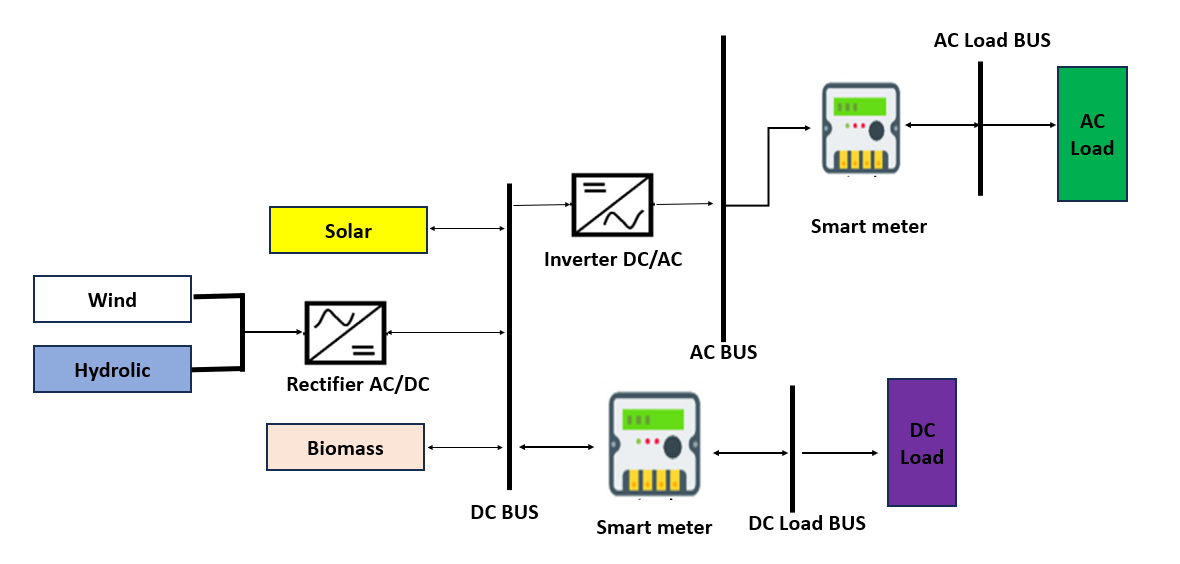 AC Load BUS
AC
Load
Smart meter
Solar
Inverter DC/AC
Wind
Hydrolic
Rectifier AC/DC
AC BUS
Biomass
DC
Load
DC BUS
Smart meter
DC Load BUS